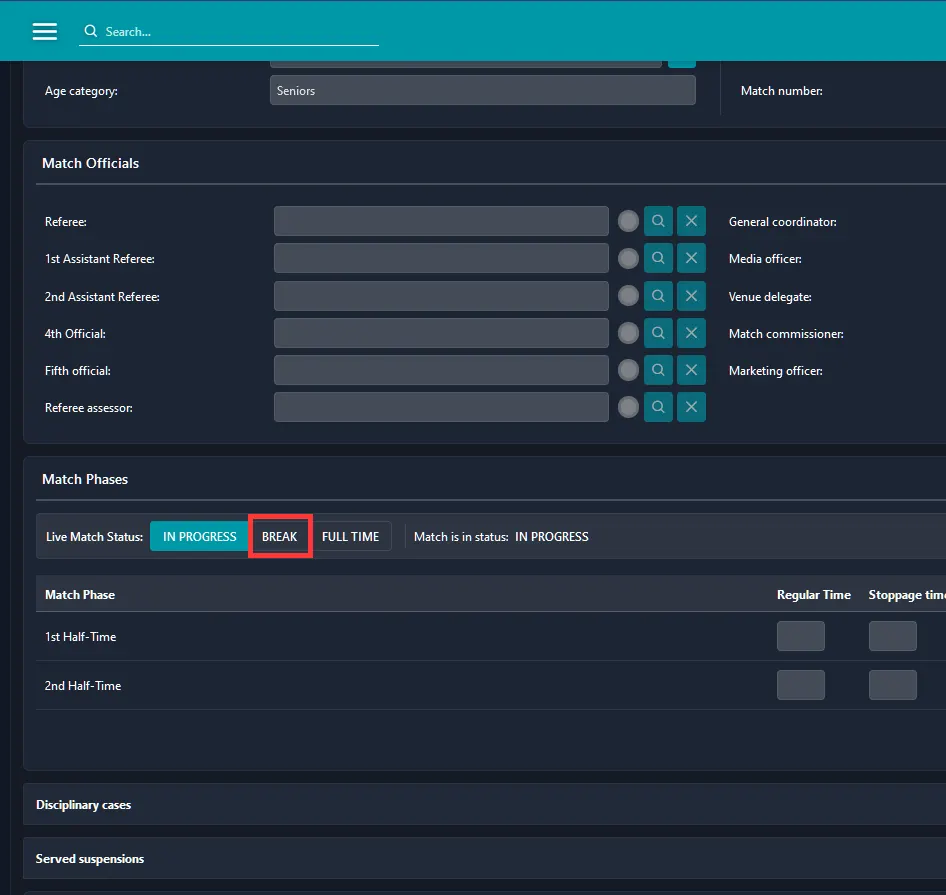 Search...
Age category: Seniors Match number:
Match Officials
Referee: General coordinator:
1st Assistant Referee: Media officer:
2nd Assistant Referee: Venue delegate:
4th Official: Match commissioner:
Fifth official: Marketing officer:
Referee assessor:
Match Phases
Live Match Status: IN PROGRESS BREAK FULL TIME Match is in status: IN PROGRESS
Match Phase Regular Time Stoppage time
1st Half-Time
2nd Half-Time
Disciplinary cases
Served suspensions